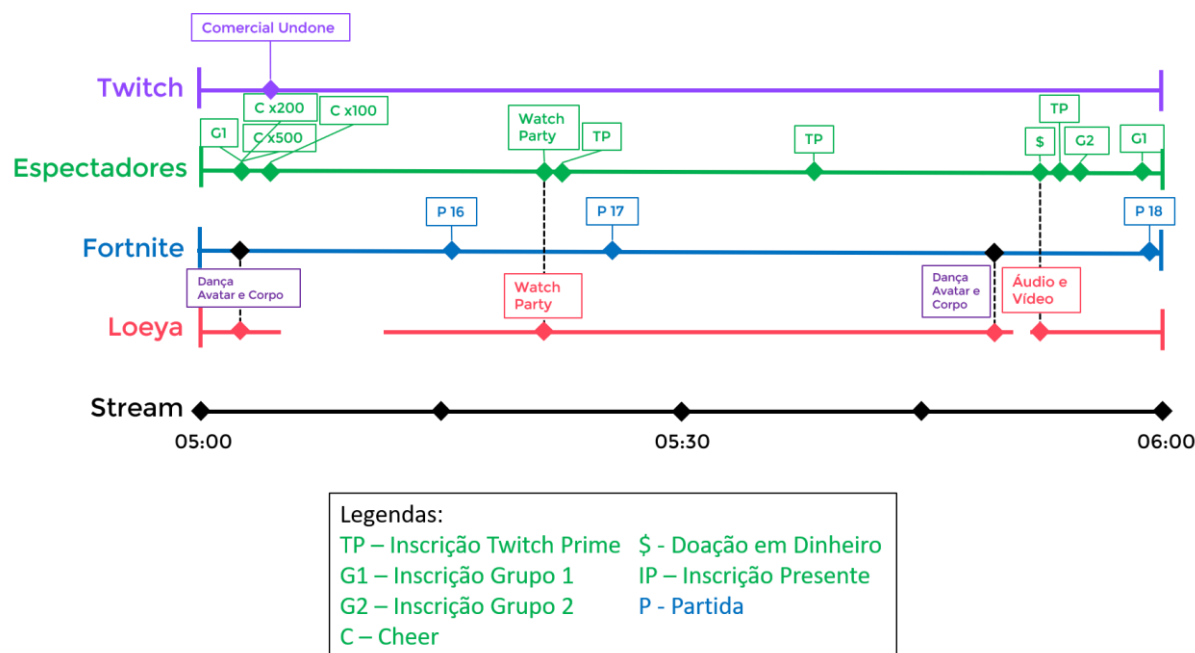 Comercial Undone
Twitch
C x200
C x100
G1
C x500
Watch
Party
TP
TP
TP
$
G2
G1
Espectadores
P 16
P 17
P 18
Fortnite
Dança
Avatar e Corpo
Watch
Party
Dança
Avatar e
Corpo
Áudio e
Vídeo
Loeya
Stream
05:00
05:30
06:00
Legendas:
TP – Inscrição Twitch Prime
$ - Doação em Dinheiro
G1 – Inscrição Grupo 1
IP – Inscrição Presente
G2 – Inscrição Grupo 2
P - Partida
C – Cheer